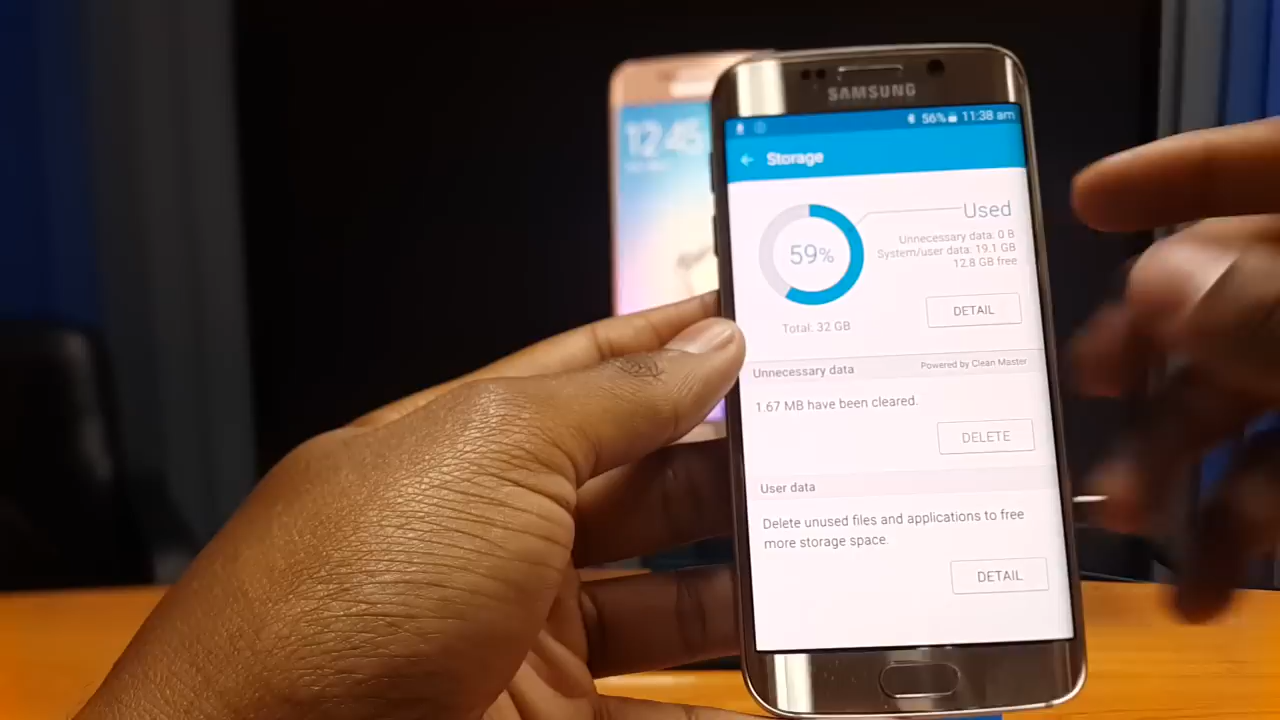 12:45
SAMSUNG
56% 11:38 am
Storage
59%
Used
Unnecessary data: 0 B
System/user data: 19.1 GB
12.8 GB free
DETAIL
Total: 32 GB
Unnecessary data
Powered by Clean Master
1.67 MB have been cleared.
DELETE
User data
Delete unused files and applications to free
more storage space.
DETAIL